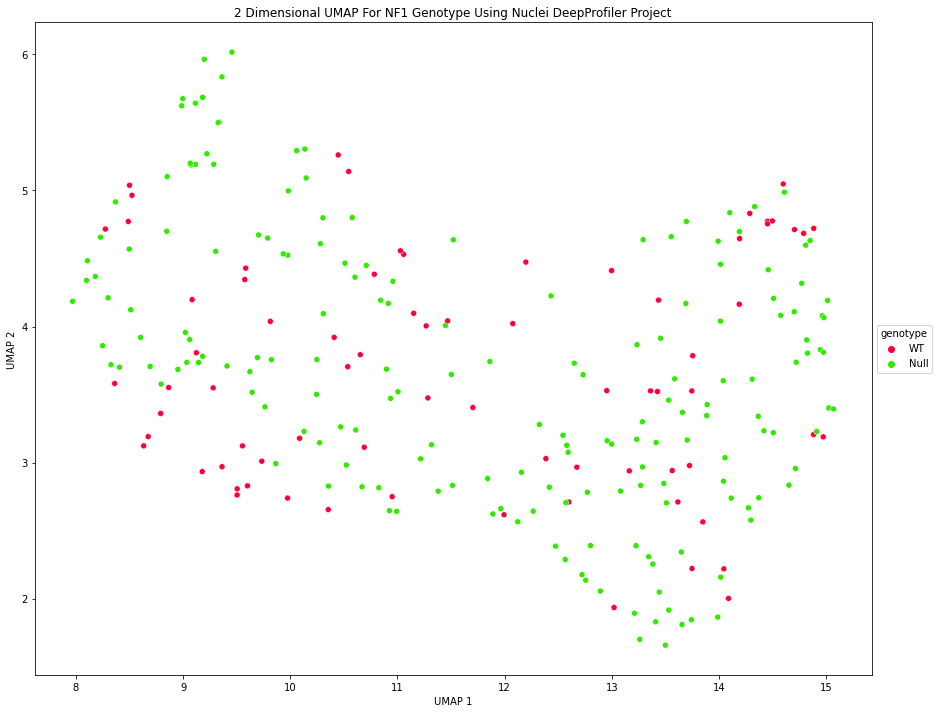 2 Dimensional UMAP For NF1 Genotype Using Nuclei DeepProfiler Project
6
5
4
3
2
UMAP 2
8 9 10 11 12 13 14 15
UMAP 1
genotype
WT
Null